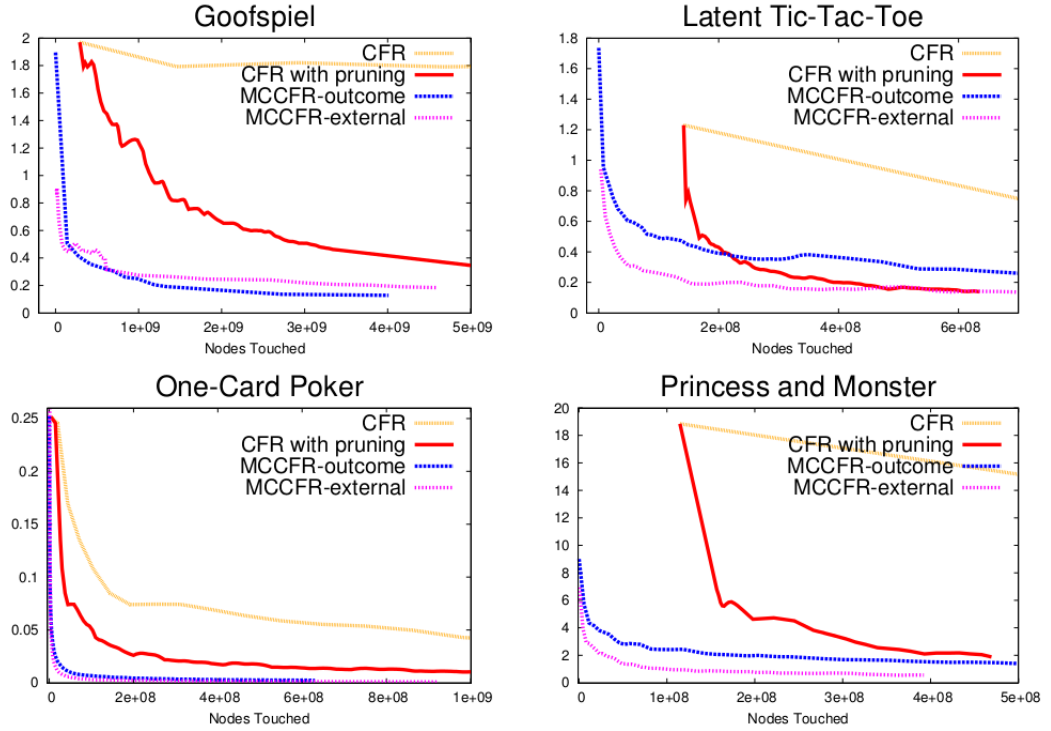 Goofspiel
2
1.8
1.6
1.4
1.2
1
0.8
0.6
0.4
0.2
0
CFR
CFR with pruning
MCCFR-outcome
MCCFR-external
0 1e+09 2e+09 3e+09 4e+09 5e+09
Nodes Touched
Latent Tic-Tac-Toe
1.8
1.6
1.4
1.2
1
0.8
0.6
0.4
0.2
0
CFR
CFR with pruning
MCCFR-outcome
MCCFR-external
0 2e+08 4e+08 6e+08
Nodes Touched
One-Card Poker
0.25
0.2
0.15
0.1
0.05
0
CFR
CFR with pruning
MCCFR-outcome
MCCFR-external
0 2e+08 4e+08 6e+08 8e+08 1e+09
Nodes Touched
Princess and Monster
20
18
16
14
12
10
8
6
4
2
0
CFR
CFR with pruning
MCCFR-outcome
MCCFR-external
0 1e+08 2e+08 3e+08 4e+08 5e+08
Nodes Touched